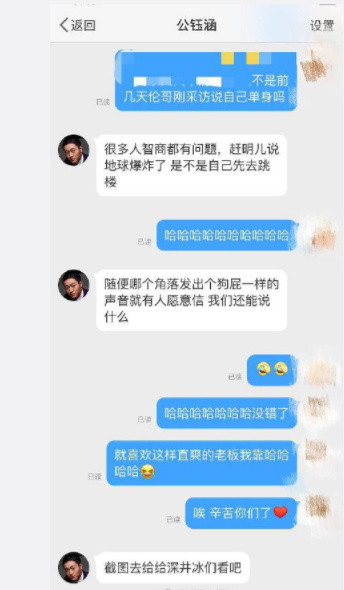 返回
公钰涵
设置
不是前
几天伦哥刚采访说自己单身吗
已读
很多人智商都有问题，赶明儿说
地球爆炸了 是不是自己先去跳
楼
哈哈哈哈哈哈哈哈哈哈
已读
随便哪个角落发出个狗屁一样的
声音就有人愿意信 我们还能说
什么
已读
哈哈哈哈哈哈哈没错了
已读
就喜欢这样直爽的老板我靠哈哈
哈哈
已读
唉 辛苦你们了
已读
截图去给给深井冰们看吧